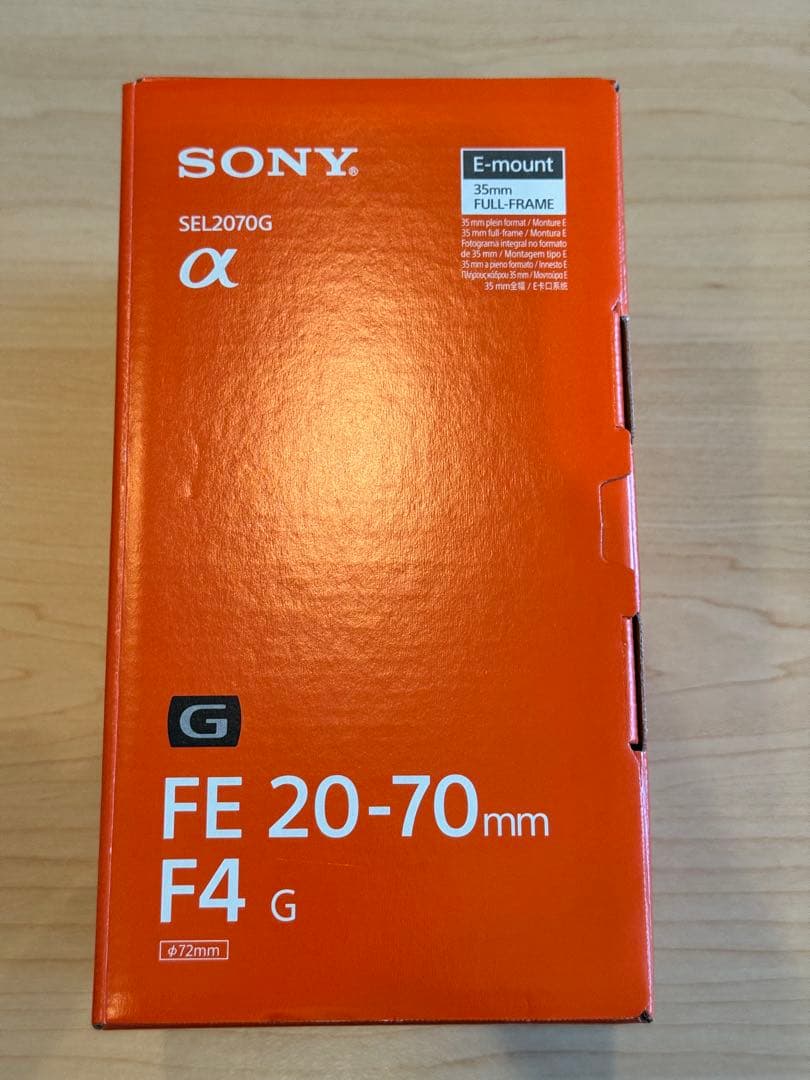 SONY®
SEL2070G
α
E-mount
35mm
FULL-FRAME
35 mm plein format / Monture E
35 mm full-frame / Montura E
Fotograma integral no formato
de 35 mm / Montagem tipo E
35 mm a pieno formato / Innesto E
Πλήρους κάδρου 35 mm / Μοντούρα E
35 mm全幅 / E卡口系统
G
FE 20-70mm
F4 G
φ72mm